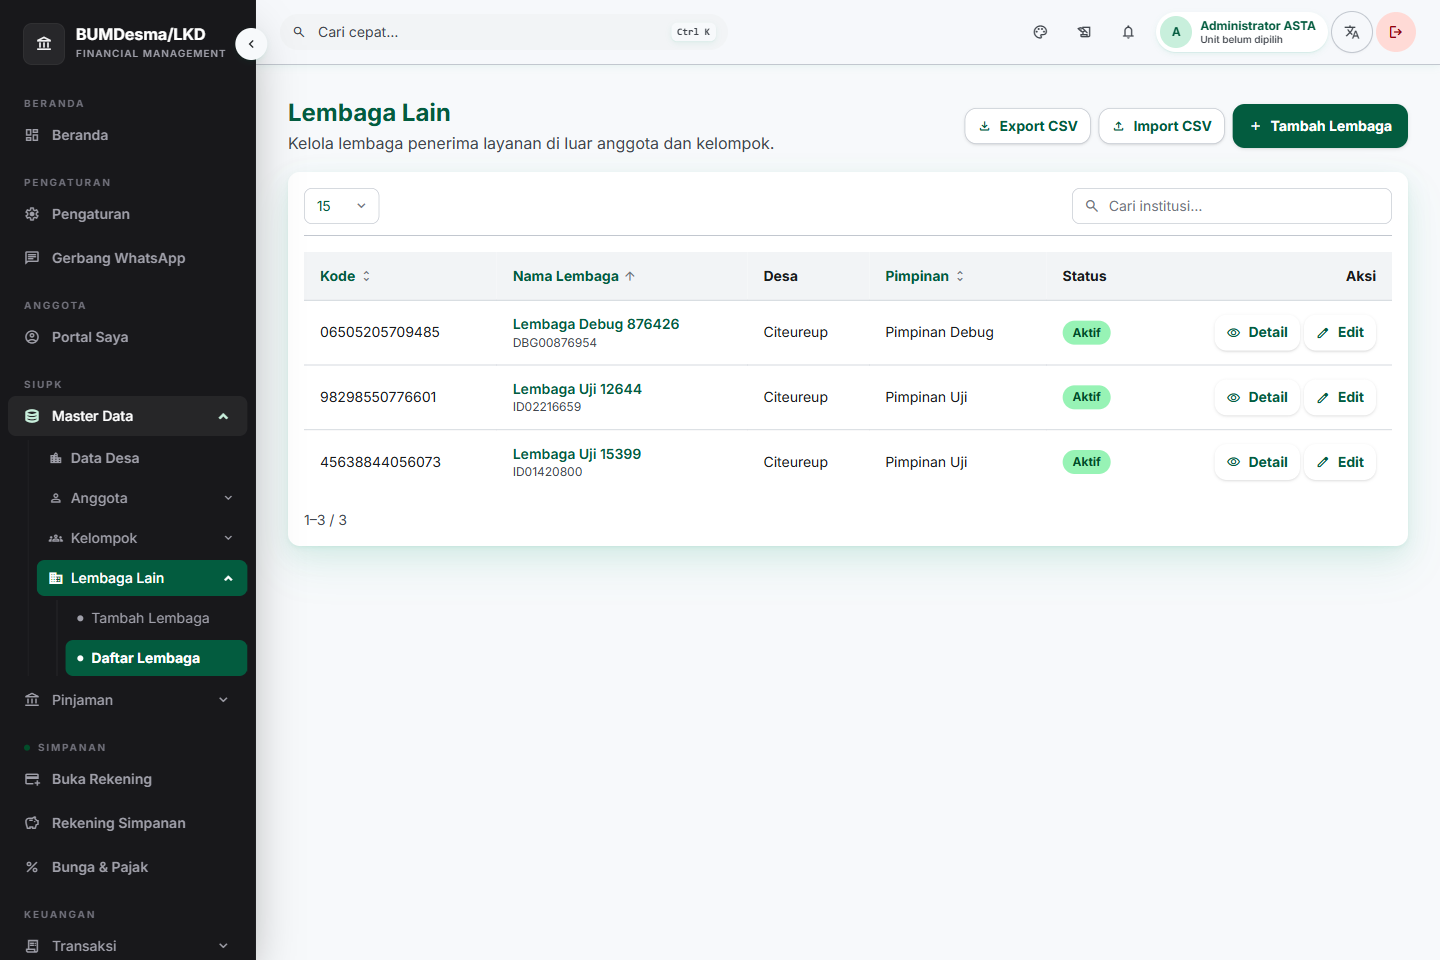 BUMDesma/LKD
FINANCIAL MANAGEMENT
BERANDA
Beranda
PENGATURAN
Pengaturan
Gerbang WhatsApp
ANGGOTA
Portal Saya
SIUPK
Master Data
Data Desa
Anggota
Kelompok
Lembaga Lain
Tambah Lembaga
Daftar Lembaga
Pinjaman
SIMPANAN
Buka Rekening
Rekening Simpanan
Bunga & Pajak
KEUANGAN
Transaksi
Cari cepat...
Ctrl K
A
Administrator ASTA
Unit belum dipilih
Lembaga Lain
Kelola lembaga penerima layanan di luar anggota dan kelompok.
Export CSV
Import CSV
+ Tambah Lembaga
15
Cari institusi...
Kode Nama Lembaga Desa Pimpinan Status Aksi
06505205709485 Lembaga Debug 876426 Citeureup Pimpinan Debug Aktif Detail Edit
DBG00876954
98298550776601 Lembaga Uji 12644 Citeureup Pimpinan Uji Aktif Detail Edit
ID02216659
45638844056073 Lembaga Uji 15399 Citeureup Pimpinan Uji Aktif Detail Edit
ID01420800
1–3 / 3